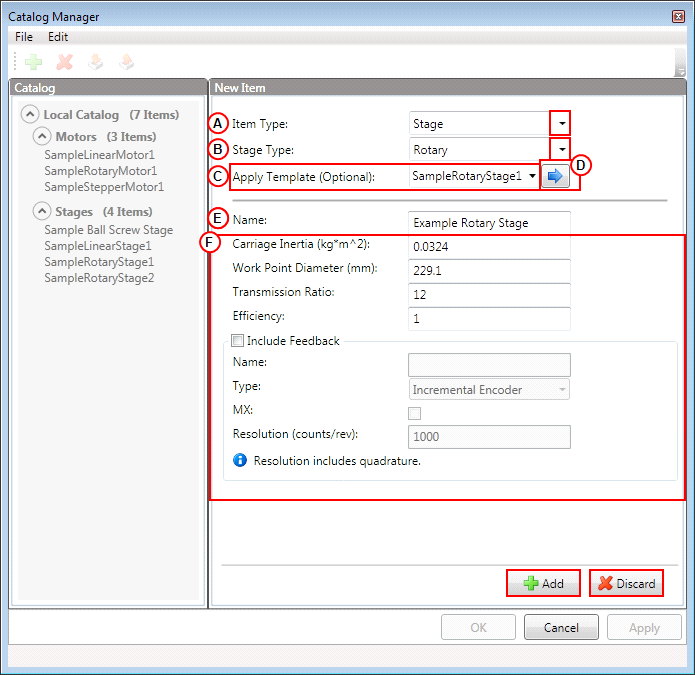 Catalog Manager
File Edit
Catalog
Local Catalog (7 Items)
Motors (3 Items)
SampleLinearMotor1
SampleRotaryMotor1
SampleStepperMotor1
Stages (4 Items)
Sample Ball Screw Stage
SampleLinearStage1
SampleRotaryStage1
SampleRotaryStage2
New Item
A Item Type: Stage
B Stage Type: Rotary
C Apply Template (Optional): SampleRotaryStage1 D
E Name: Example Rotary Stage
F Carriage Inertia (kg*m^2): 0.0324
Work Point Diameter (mm): 229.1
Transmission Ratio: 12
Efficiency: 1
Include Feedback
Name:
Type: Incremental Encoder
MX:
Resolution (counts/rev): 1000
Resolution includes quadrature.
Add Discard
OK Cancel Apply